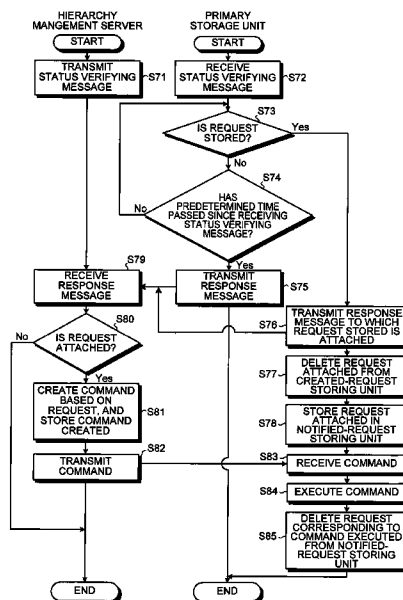 HIERARCHY
MANGEMENT SERVER
PRIMARY
STORAGE UNIT
START
START
TRANSMIT
STATUS VERIFYING
MESSAGE
S71
RECEIVE
STATUS VERIFYING
MESSAGE
S72
S73
IS REQUEST
STORED?
Yes
No
S74
HAS
PREDETERMINED TIME
PASSED SINCE RECEIVING
STATUS VERIFYING
MESSAGE?
No
Yes
S79
RECEIVE
RESPONSE
MESSAGE
TRANSMIT
RESPONSE
MESSAGE
S75
S76
TRANSMIT RESPONSE
MESSAGE TO WHICH
REQUEST STORED IS
ATTACHED
S80
No
IS REQUEST
ATTACHED?
Yes
S77
DELETE REQUEST
ATTACHED FROM
CREATED-REQUEST
STORING UNIT
CREATE COMMAND
BASED ON
REQUEST, AND
STORE COMMAND
CREATED
S81
S78
STORE REQUEST
ATTACHED IN
NOTIFIED-REQUEST
STORING UNIT
S82
TRANSMIT
COMMAND
S83
RECEIVE COMMAND
S84
EXECUTE COMMAND
S85
DELETE REQUEST
CORRESPONDING TO
COMMAND EXECUTED
FROM NOTIFIED-
REQUEST STORING
UNIT
END
END